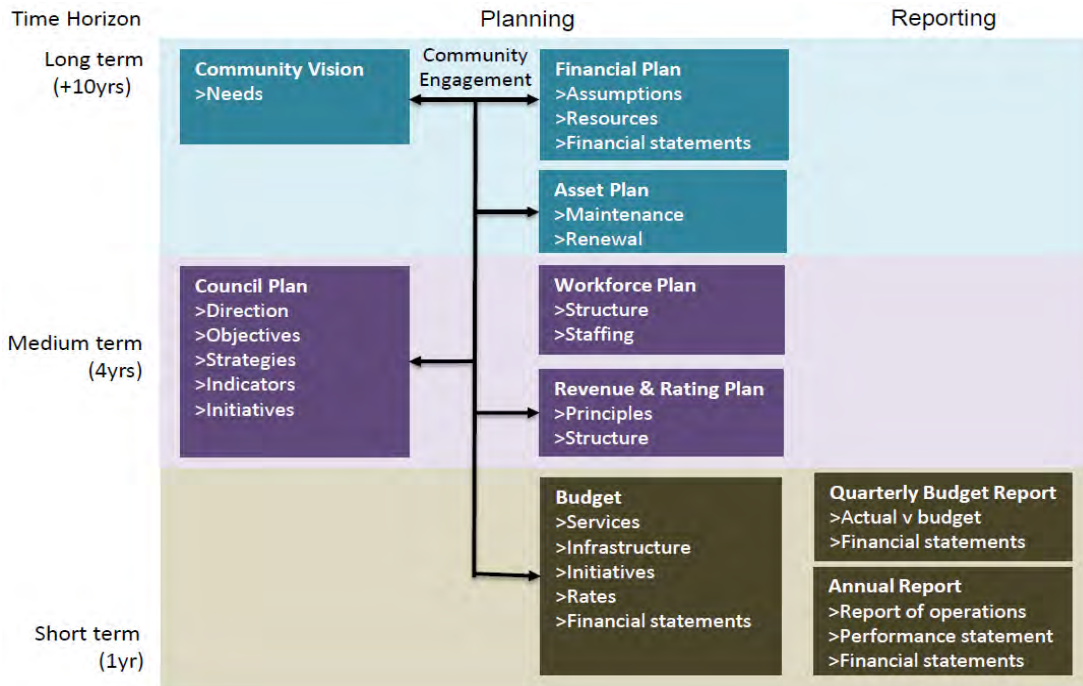 Time Horizon
Planning
Reporting
Long term
(+10yrs)
Community Vision
>Needs
Community
Engagement
Financial Plan
>Assumptions
>Resources
>Financial statements
Asset Plan
>Maintenance
>Renewal
Medium term
(4yrs)
Council Plan
>Direction
>Objectives
>Strategies
>Indicators
>Initiatives
Workforce Plan
>Structure
>Staffing
Revenue & Rating Plan
>Principles
>Structure
Short term
(1yr)
Budget
>Services
>Infrastructure
>Initiatives
>Rates
>Financial statements
Quarterly Budget Report
>Actual v budget
>Financial statements
Annual Report
>Report of operations
>Performance statement
>Financial statements